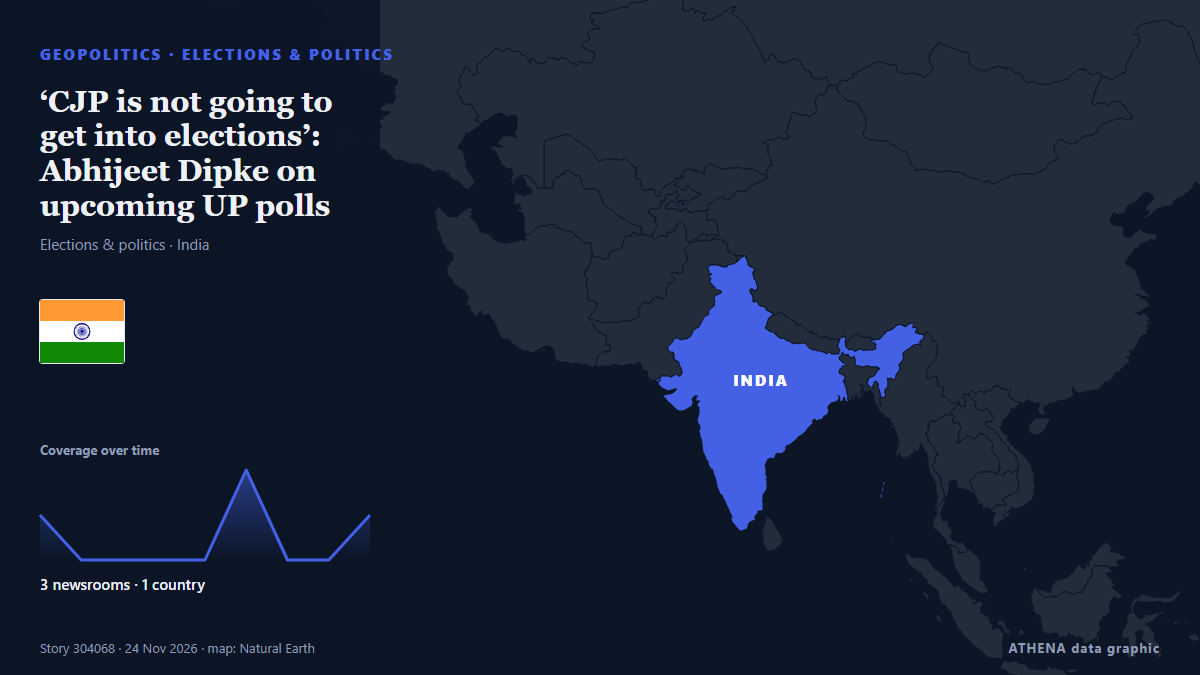 GEOPOLITICS · ELECTIONS & POLITICS
‘CJP is not going to
get into elections’:
Abhijeet Dipke on
upcoming UP polls
Elections & politics · India
INDIA
Coverage over time
3 newsrooms · 1 country
Story 304068 · 24 Nov 2026 · map: Natural Earth
ATHENA data graphic